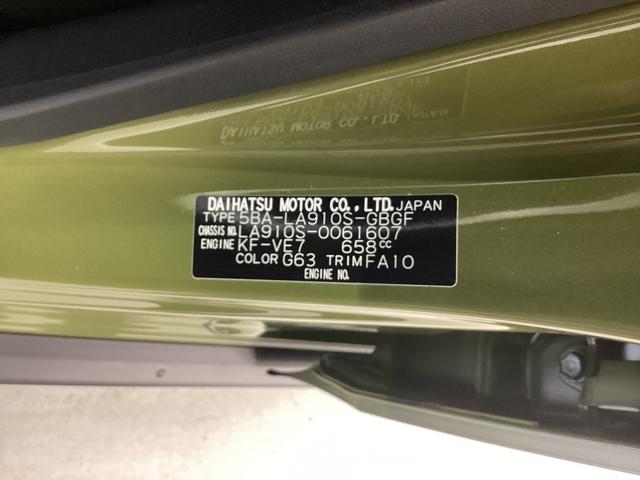 DAIHATSU MOTOR CO.,LTD. JAPAN
TYPE 5BA-LA910S-GBGF
CHASSIS NO. LA910S-0061607
ENGINE KF-VE7 658cc
COLOR G63 TRIM FA10
ENGINE NO.